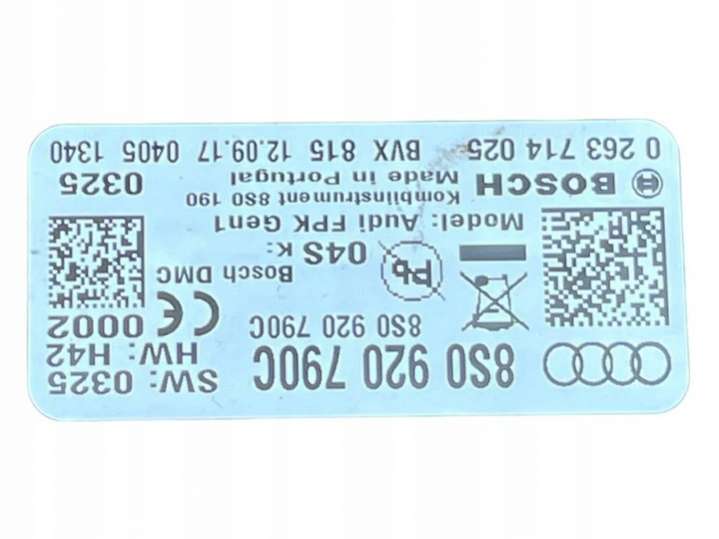 8S0 920 790C SW: 0325
8S0 920 790C HW: H42
0002
Bosch DMC
Pb 04S K:
Model: Audi FPK Gen1
Kombiinstrument 8S0 190
BOSCH Made in Portugal 0325
0 263 714 025 BVX 815 12.09.17 0405 1340